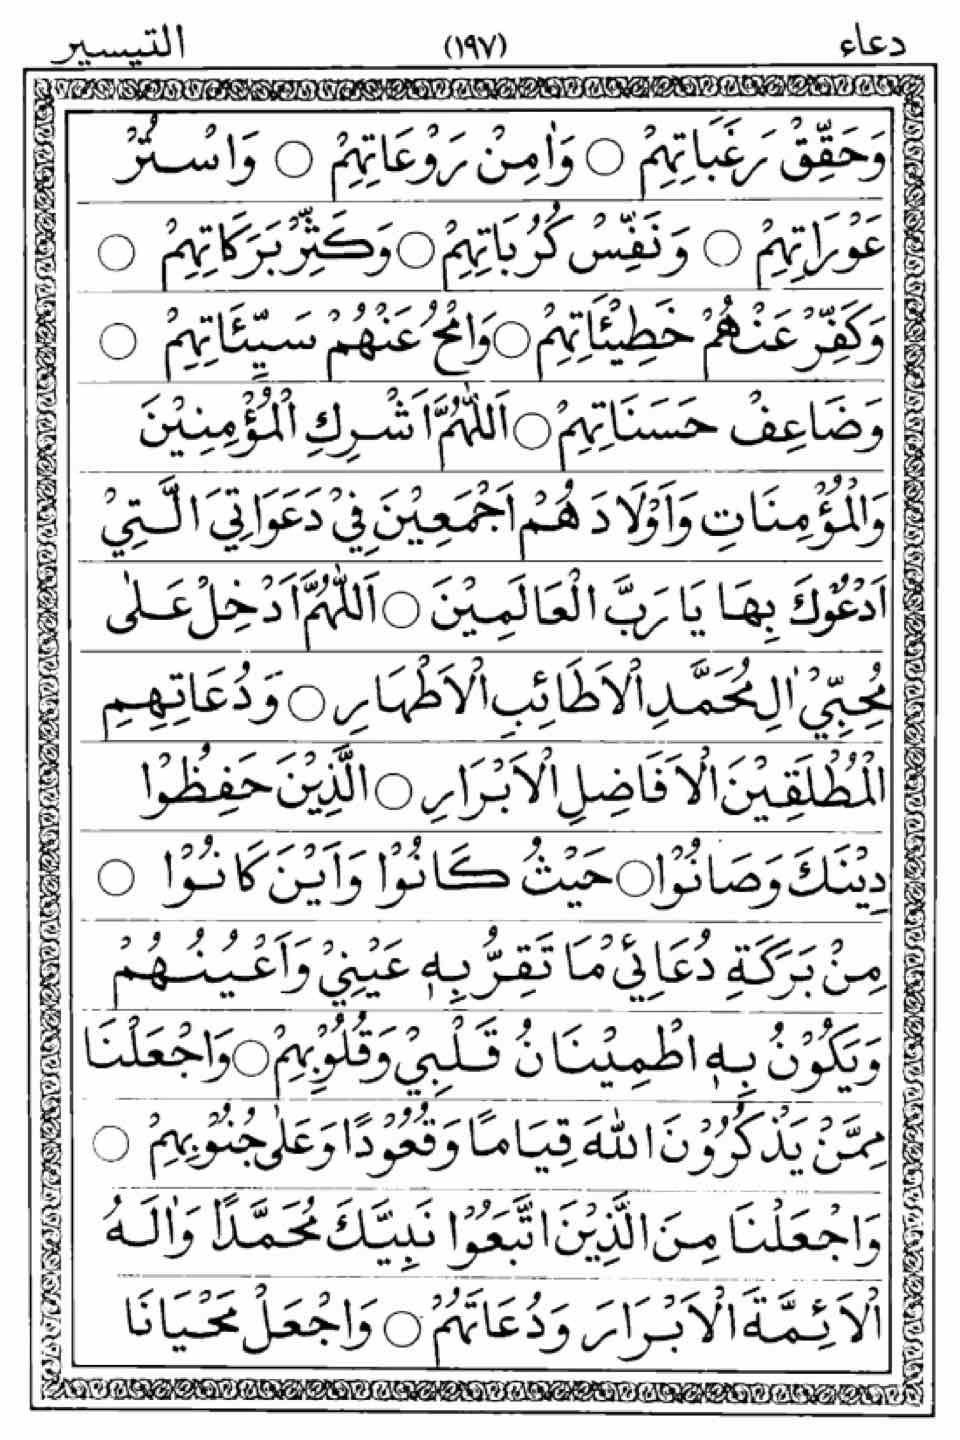 دعاء (١٩٧) التيسير
وَحَقِّقْ رَغَبَاتِهِمْ ○ وَاٰمِنْ رَوْعَاتِهِمْ ○ وَاسْتُرْ
عَوْرَاتِهِمْ ○ وَنَفِّسْ كُرُبَاتِهِمْ ○ وَكَثِّرْ بَرَكَاتِهِمْ ○
وَكَفِّرْ عَنْهُمْ خَطِيْئَاتِهِمْ ○ وَامْحُ عَنْهُمْ سَيِّئَاتِهِمْ ○
وَضَاعِفْ حَسَنَاتِهِمْ ○ اَللّٰهُمَّ اَشْرِكِ الْمُؤْمِنِيْنَ
وَالْمُؤْمِنَاتِ وَاَوْلَادَهُمْ اَجْمَعِيْنَ فِيْ دَعَوَاتِيَ الَّتِيْ
اَدْعُوْكَ بِهَا يَا رَبَّ الْعَالَمِيْنَ ○ اَللّٰهُمَّ اَدْخِلْ عَلٰى
مُحِبِّيْ اٰلِ مُحَمَّدِ الْاَطَائِبِ الْاَطْهَارِ ○ وَدُعَاتِهِمِ
الْمُطْلَقِيْنَ الْاَفَاضِلِ الْاَبْرَارِ ○ الَّذِيْنَ حَفِظُوْا
دِيْنَكَ وَصَانُوْا ○ حَيْثُ كَانُوْا وَاَيْنَ كَانُوْا ○
مِنْ بَرَكَةِ دُعَائِيْ مَا تَقِرُّ بِهٖ عَيْنِيْ وَاَعْيُنُهُمْ
وَيَكُوْنُ بِهٖ اطْمِيْنَانُ قَلْبِيْ وَقُلُوْبِهِمْ ○ وَاجْعَلْنَا
مِمَّنْ يَذْكُرُوْنَ اللّٰهَ قِيَامًا وَقُعُوْدًا وَعَلٰى جُنُوْبِهِمْ ○
وَاجْعَلْنَا مِنَ الَّذِيْنَ اتَّبَعُوْا نَبِيَّكَ مُحَمَّدًا وَاٰلَهُ
الْاَئِمَّةَ الْاَبْرَارَ وَدُعَاتَهُمْ ○ وَاجْعَلْ مَحْيَانَا